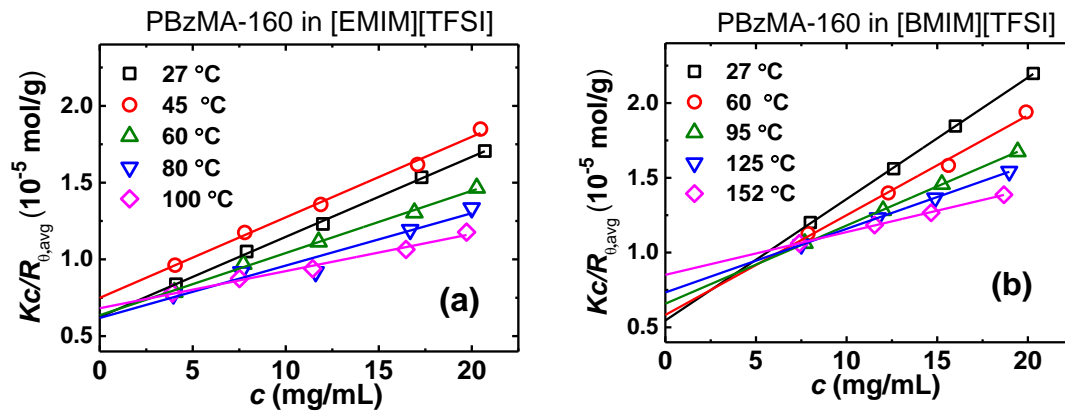 PBzMA-160 in [EMIM][TFSI]
Kc/Rθ,avg (10⁻⁵ mol/g)
2.0
1.5
1.0
0.5
27 °C
45 °C
60 °C
80 °C
100 °C
(a)
0 5 10 15 20
c (mg/mL)
PBzMA-160 in [BMIM][TFSI]
Kc/Rθ,avg (10⁻⁵ mol/g)
2.0
1.5
1.0
0.5
27 °C
60 °C
95 °C
125 °C
152 °C
(b)
0 5 10 15 20
c (mg/mL)